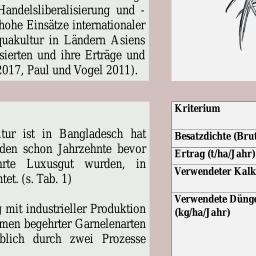 Handelsliberalisierung und -
hohe Einsätze internationaler
quakultur in Ländern Asiens
sierten und ihre Erträge und
2017, Paul und Vogel 2011).
tur ist in Bangladesch hat
den schon Jahrzehnte bevor
rte Luxusgut wurden, in
tet. (s. Tab. 1)
g mit industrieller Produktion
men begehrter Garnelenarten
blich durch zwei Prozesse
Kriterium
Besatzdichte (Brut
Ertrag (t/ha/Jahr)
Verwendeter Kalk
Verwendete Dünge
(kg/ha/Jahr)